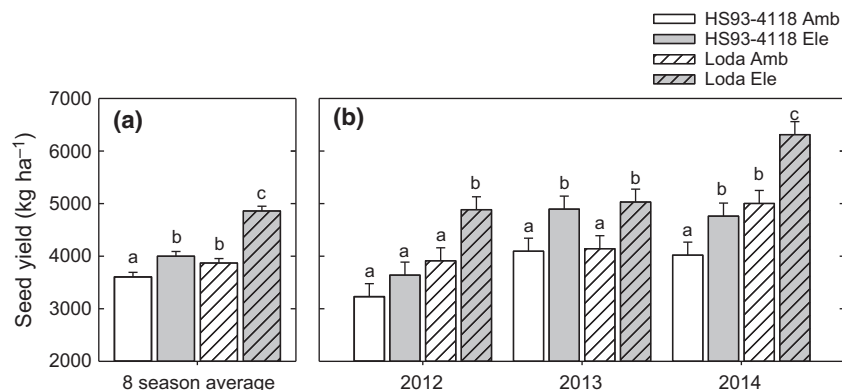 HS93-4118 Amb
HS93-4118 Ele
Loda Amb
Loda Ele
Seed yield (kg ha⁻¹)
7000
6000
5000
4000
3000
2000
(a)
a
b
b
c
8 season average
(b)
a
a
a
b
a
b
a
b
a
b
b
c
2012
2013
2014